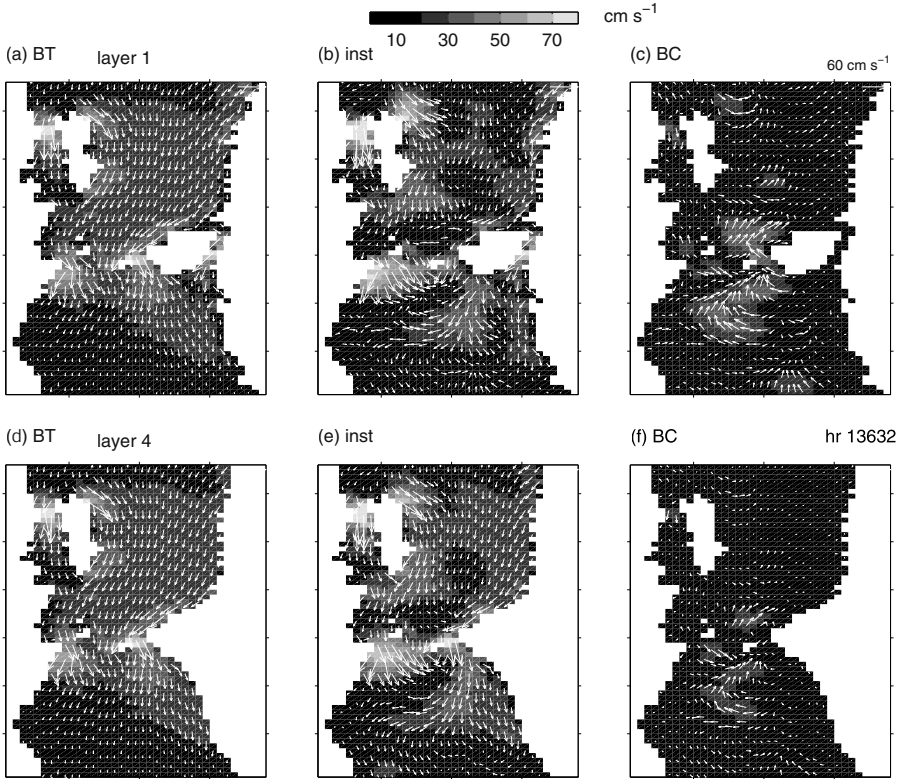 cm s⁻¹
10 30 50 70
(a) BT layer 1 (b) inst (c) BC
60 cm s⁻¹
(d) BT layer 4 (e) inst (f) BC hr 13632